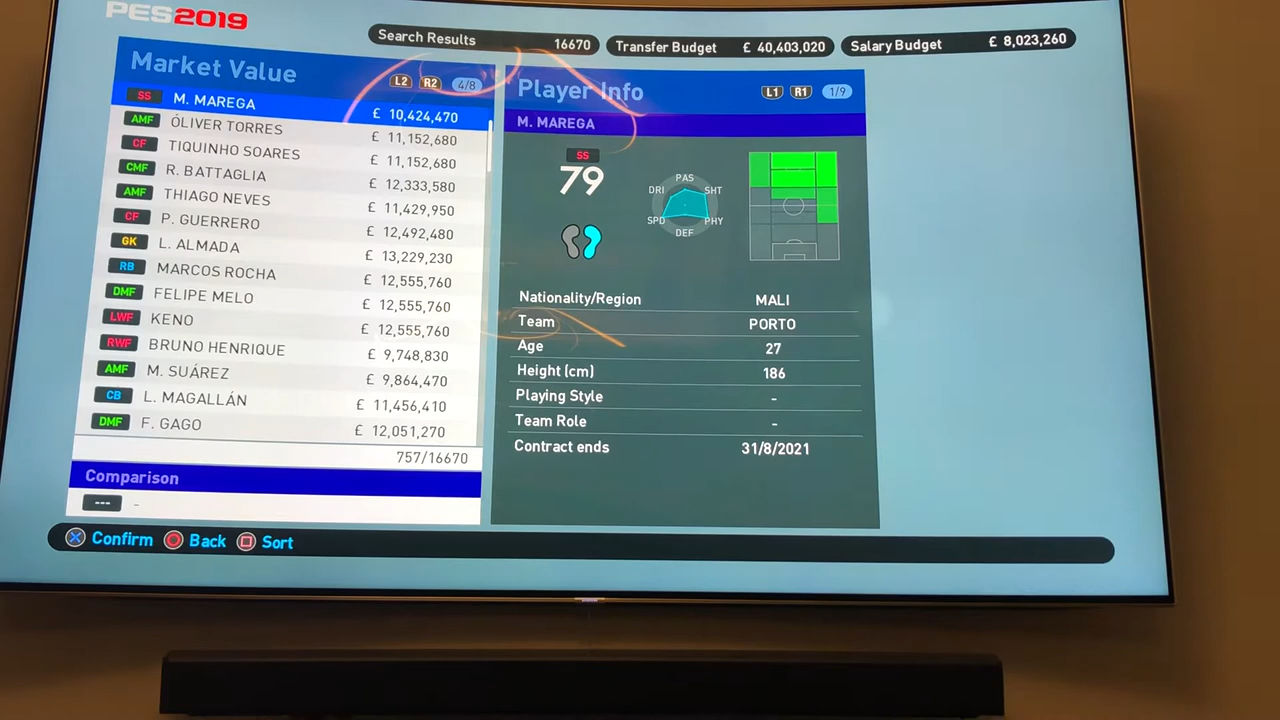 PES2019
Search Results 16670
Transfer Budget £ 40,403,020
Salary Budget £ 8,023,260
Market Value L2 R2 4/8
SS M. MAREGA £ 10,424,470
AMF ÓLIVER TORRES £ 11,152,680
CF TIQUINHO SOARES £ 11,152,680
CMF R. BATTAGLIA £ 12,333,580
AMF THIAGO NEVES £ 11,429,950
CF P. GUERRERO £ 12,492,480
GK L. ALMADA £ 13,229,230
RB MARCOS ROCHA £ 12,555,760
DMF FELIPE MELO £ 12,555,760
LWF KENO £ 12,555,760
RWF BRUNO HENRIQUE £ 9,748,830
AMF M. SUÁREZ £ 9,864,470
CB L. MAGALLÁN £ 11,456,410
DMF F. GAGO £ 12,051,270
757/16670
Comparison
--- -
Player Info L1 R1 1/9
M. MAREGA
SS
79
PAS
DRI SHT
SPD PHY
DEF
Nationality/Region MALI
Team PORTO
Age 27
Height (cm) 186
Playing Style -
Team Role -
Contract ends 31/8/2021
Confirm Back Sort